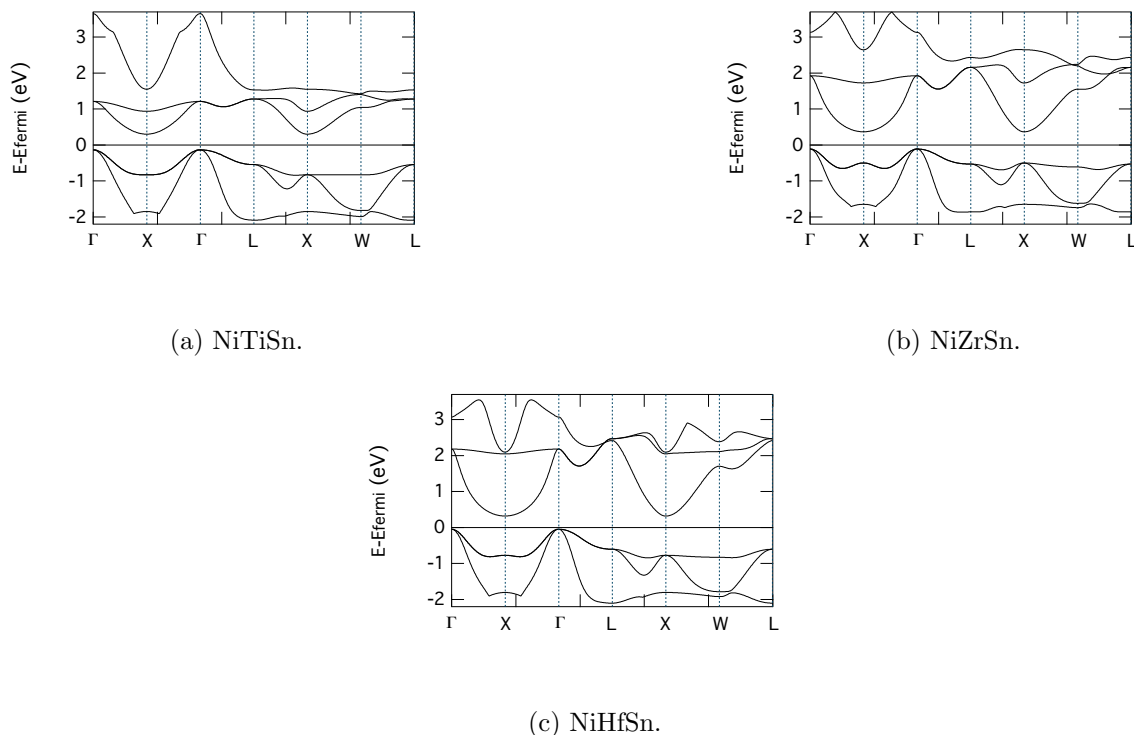 E-Efermi (eV)
3
2
1
0
-1
-2
Γ X Γ L X W L
(a) NiTiSn.
E-Efermi (eV)
3
2
1
0
-1
-2
Γ X Γ L X W L
(b) NiZrSn.
E-Efermi (eV)
3
2
1
0
-1
-2
Γ X Γ L X W L
(c) NiHfSn.